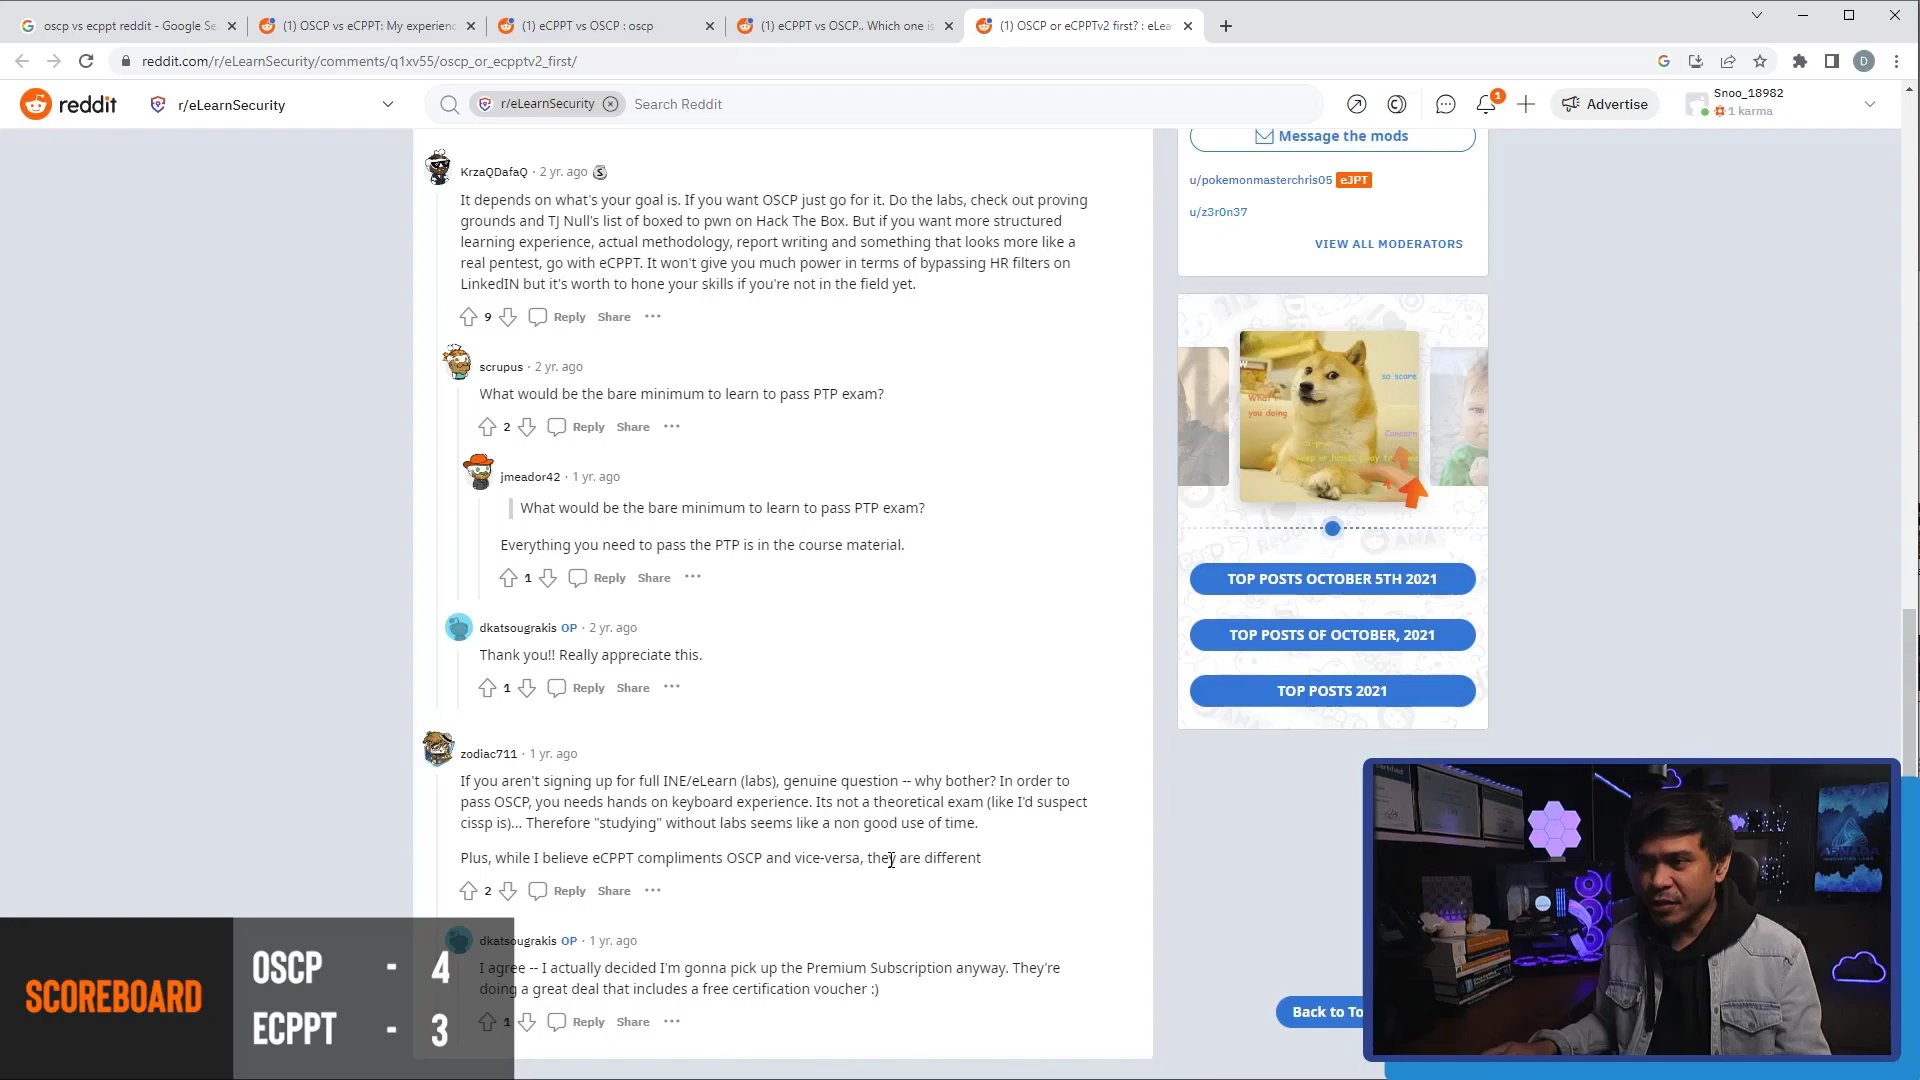 oscp vs ecppt reddit - Google Se
(1) OSCP vs eCPPT: My experienc
(1) eCPPT vs OSCP : oscp
(1) eCPPT vs OSCP.. Which one is
(1) OSCP or eCPPTv2 first? : eLea
reddit.com/r/eLearnSecurity/comments/q1xv55/oscp_or_ecpptv2_first/
D
reddit
r/eLearnSecurity
r/eLearnSecurity
Search Reddit
1
Advertise
Snoo_18982
1 karma
KrzaQDafaQ · 2 yr. ago
It depends on what's your goal is. If you want OSCP just go for it. Do the labs, check out proving
grounds and TJ Null's list of boxed to pwn on Hack The Box. But if you want more structured
learning experience, actual methodology, report writing and something that looks more like a
real pentest, go with eCPPT. It won't give you much power in terms of bypassing HR filters on
LinkedIN but it's worth to hone your skills if you're not in the field yet.
9 Reply Share
scrupus · 2 yr. ago
What would be the bare minimum to learn to pass PTP exam?
2 Reply Share
jmeador42 · 1 yr. ago
What would be the bare minimum to learn to pass PTP exam?
Everything you need to pass the PTP is in the course material.
1 Reply Share
dkatsougrakis OP · 2 yr. ago
Thank you!! Really appreciate this.
1 Reply Share
zodiac711 · 1 yr. ago
If you aren't signing up for full INE/eLearn (labs), genuine question -- why bother? In order to
pass OSCP, you needs hands on keyboard experience. Its not a theoretical exam (like I'd suspect
cissp is)... Therefore "studying" without labs seems like a non good use of time.
Plus, while I believe eCPPT compliments OSCP and vice-versa, they are different
2 Reply Share
dkatsougrakis OP · 1 yr. ago
I agree -- I actually decided I'm gonna pick up the Premium Subscription anyway. They're
doing a great deal that includes a free certification voucher :)
1 Reply Share
Message the mods
u/pokemonmasterchris05 eJPT
u/z3r0n37
VIEW ALL MODERATORS
so scare
What
you doing
Concern
TOP POSTS OCTOBER 5TH 2021
TOP POSTS OF OCTOBER, 2021
TOP POSTS 2021
Back to To
SCOREBOARD
OSCP - 4
ECPPT - 3